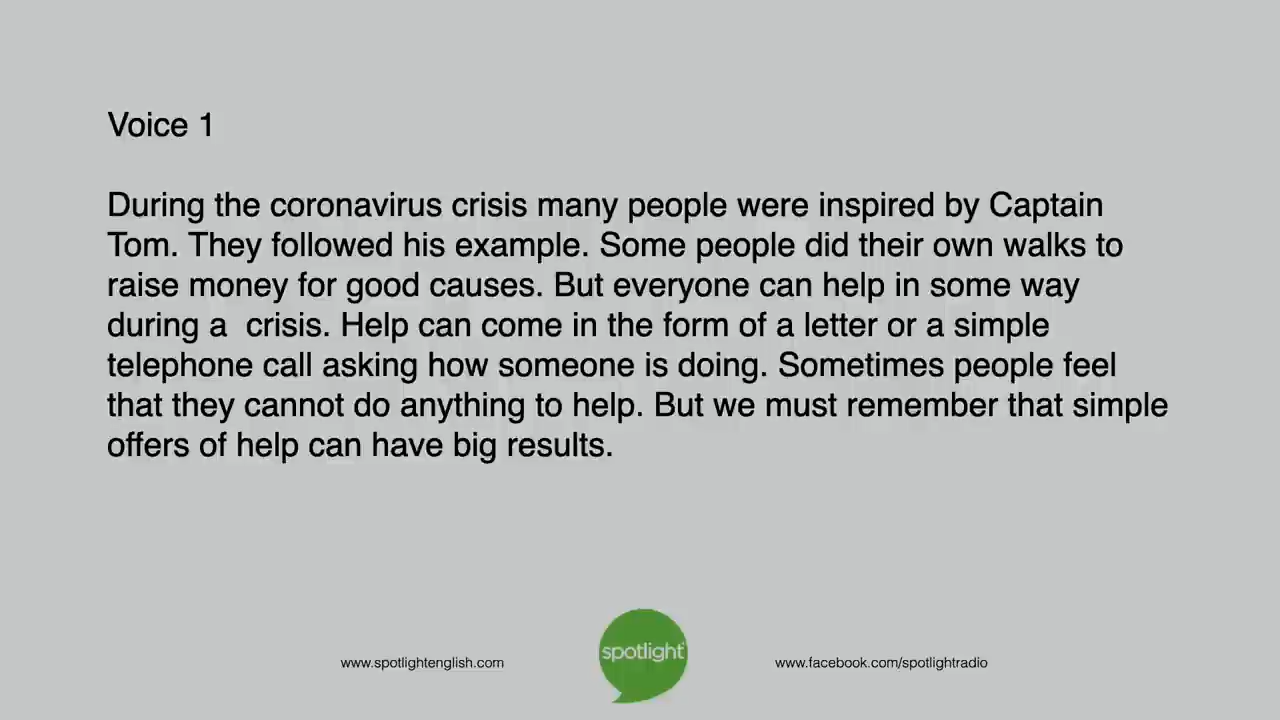 Voice 1
During the coronavirus crisis many people were inspired by Captain
Tom. They followed his example. Some people did their own walks to
raise money for good causes. But everyone can help in some way
during a  crisis. Help can come in the form of a letter or a simple
telephone call asking how someone is doing. Sometimes people feel
that they cannot do anything to help. But we must remember that simple
offers of help can have big results.
www.spotlightenglish.com
spotlight
www.facebook.com/spotlightradio